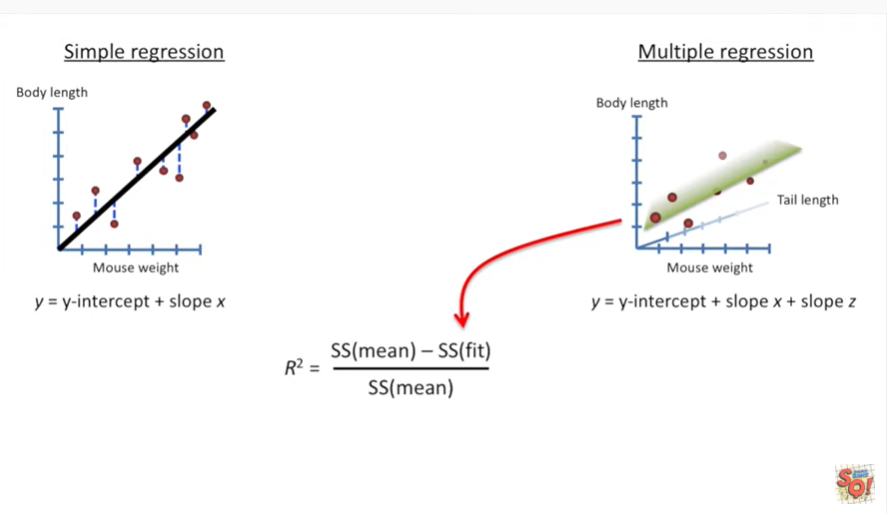 Simple regression
Multiple regression
Body length
Body length
Tail length
Mouse weight
Mouse weight
y = y-intercept + slope x
y = y-intercept + slope x + slope z
R² =
SS(mean) – SS(fit)
SS(mean)
SQ!